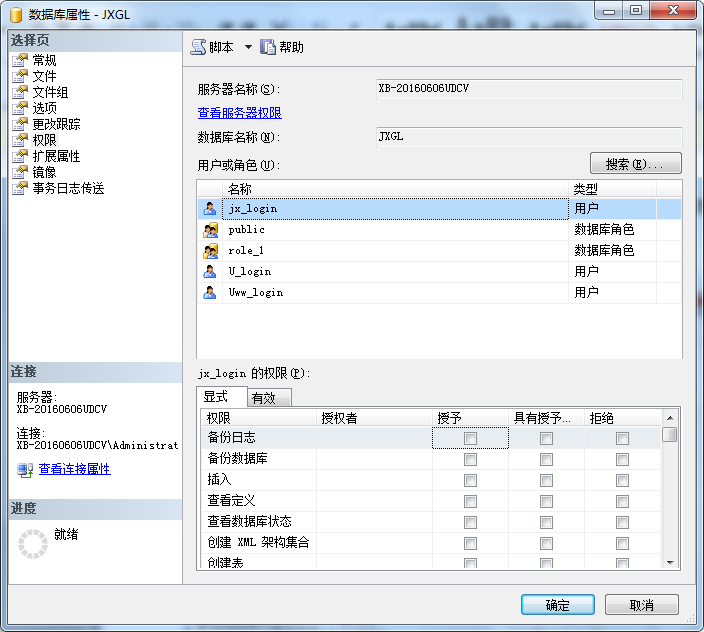 数据库属性 - JXGL
选择页
常规
文件
文件组
选项
更改跟踪
权限
扩展属性
镜像
事务日志传送
连接
服务器:
XB-20160606UDCV
连接:
XB-20160606UDCV\Administrat
查看连接属性
进度
就绪
脚本 帮助
服务器名称(S): XB-20160606UDCV
查看服务器权限
数据库名称(N): JXGL
用户或角色(U): 搜索(E)...
名称 类型
jx_login 用户
public 数据库角色
role_1 数据库角色
U_login 用户
Uww_login 用户
jx_login 的权限(P):
显式 有效
权限 授权者 授予 具有授予... 拒绝
备份日志
备份数据库
插入
查看定义
查看数据库状态
创建 XML 架构集合
创建表
确定 取消